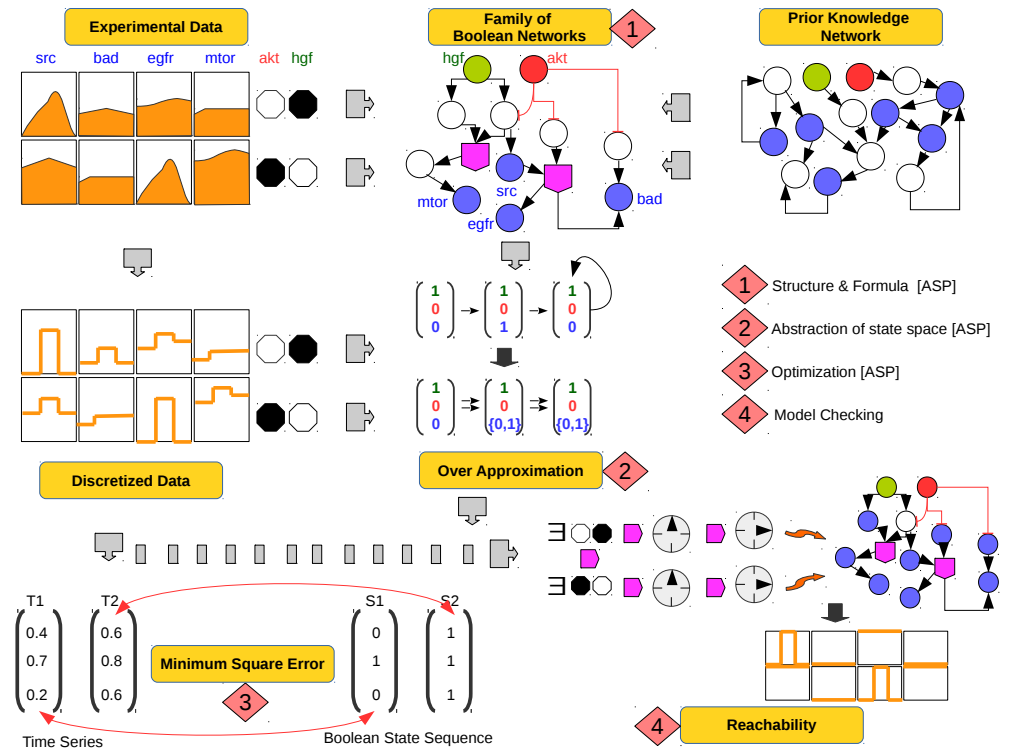 Experimental Data
Family of
Boolean Networks
1
Prior Knowledge
Network
src bad egfr mtor akt hgf
hgf
akt
src
mtor
bad
egfr
1 1 1
0 0 0
0 1 0
1 1 1
0 0 0
0 {0,1} {0,1}
1 Structure & Formula [ASP]
2 Abstraction of state space [ASP]
3 Optimization [ASP]
4 Model Checking
Discretized Data
Over Approximation
2
∃
∃
T1 T2 S1 S2
0.4 0.6 0 1
0.7 0.8 1 1
0.2 0.6 0 1
Minimum Square Error
3
Time Series
Boolean State Sequence
4 Reachability